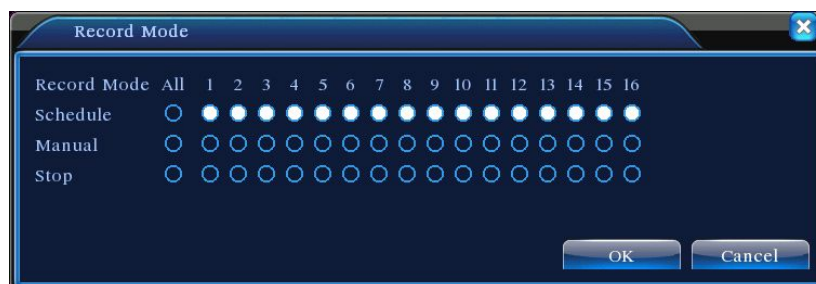 Record Mode
Record Mode All 1 2 3 4 5 6 7 8 9 10 11 12 13 14 15 16
Schedule
Manual
Stop
OK Cancel